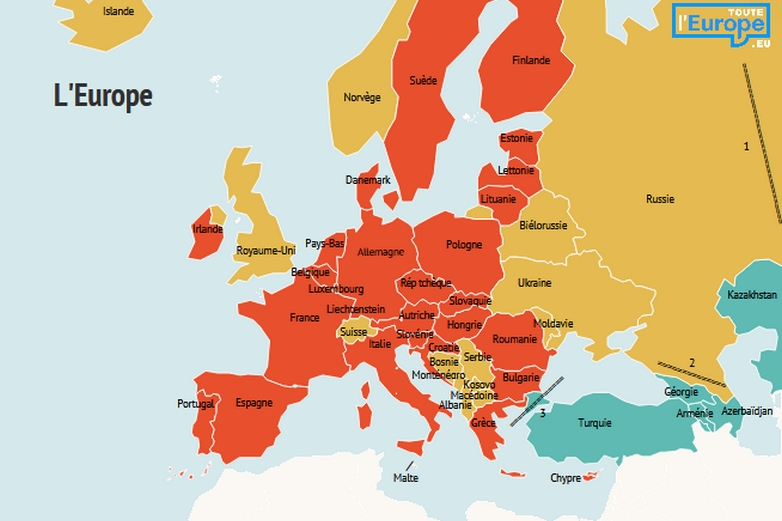 Islande
TOUTE
l'Europe
.EU
L'Europe
Finlande
Suède
Norvège
1
Estonie
Lettonie
Danemark
Lituanie
Russie
Irlande
Biélorussie
Pays-Bas
Royaume-Uni
Allemagne
Pologne
Belgique
Rép tchèque
Ukraine
Luxembourg
Kazakhstan
Slovaquie
Liechtenstein
Autriche
France
Hongrie
Moldavie
Suisse
Slovénie
Roumanie
Italie
Croatie
Serbie
Bosnie
2
Monténégro
Bulgarie
Kosovo
Géorgie
Macédoine
Portugal
Espagne
Albanie
3
Arménie
Azerbaïdjan
Grèce
Turquie
Malte
Chypre